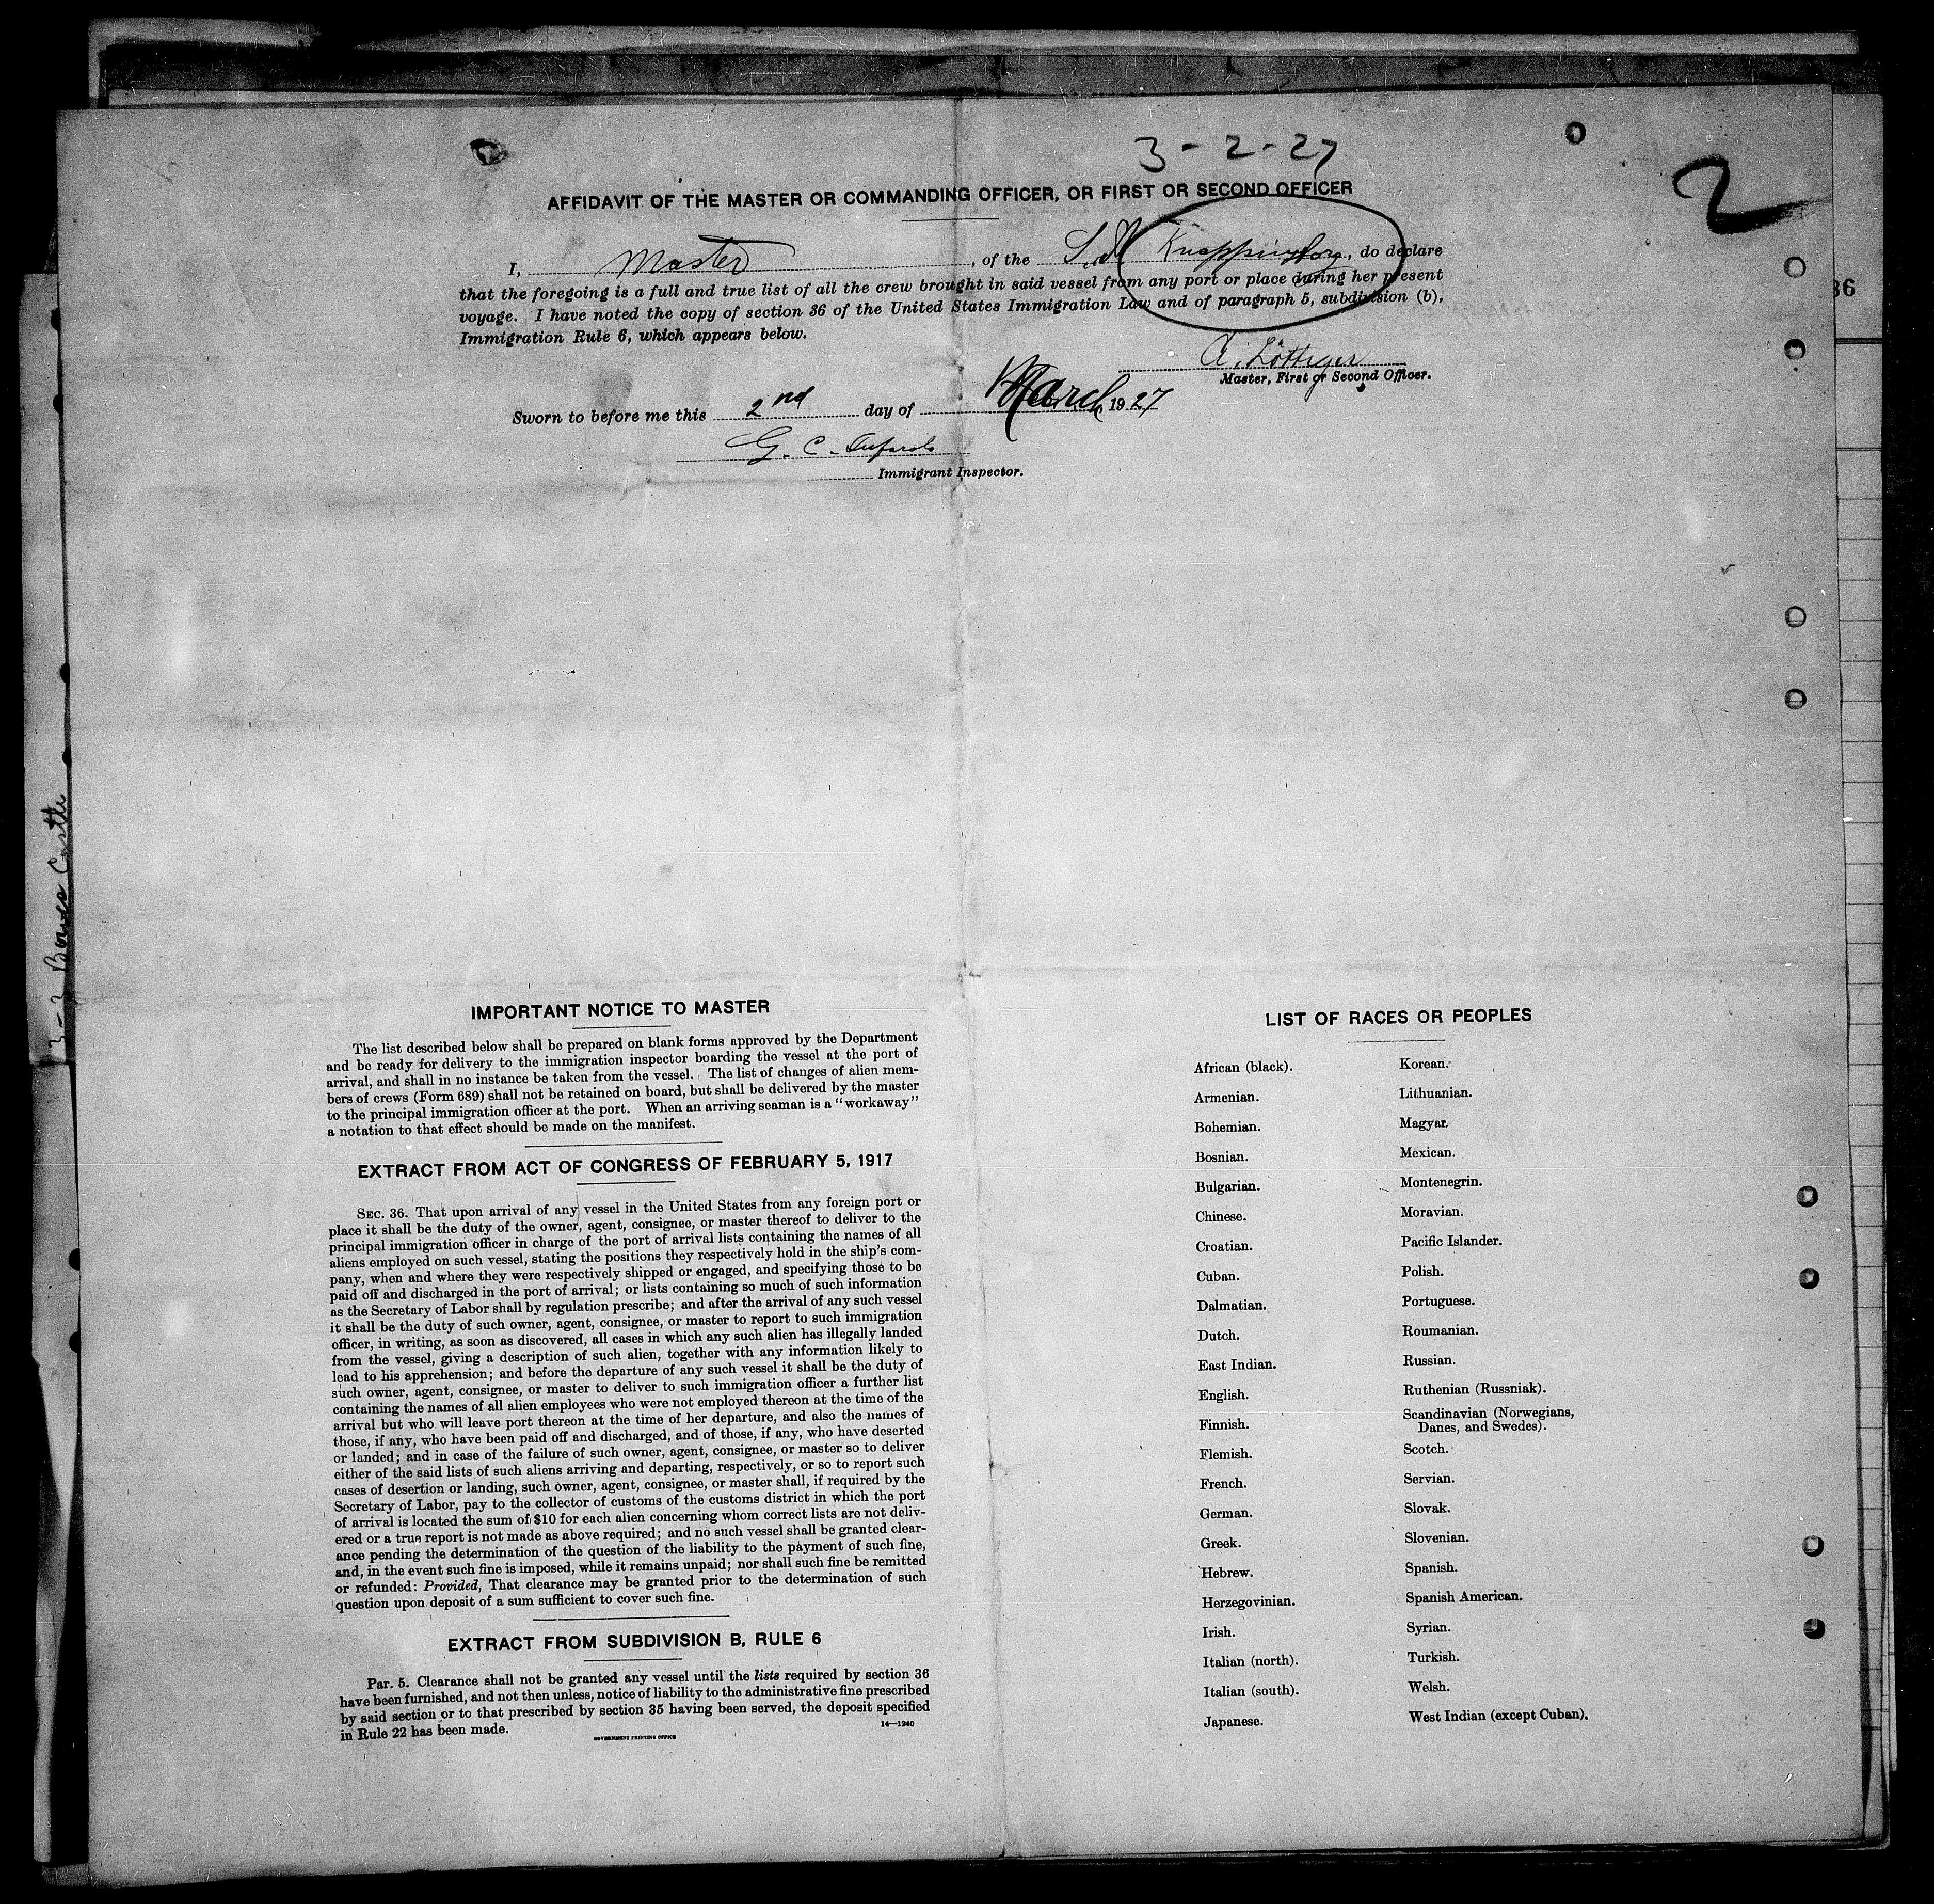 3-2-27
2
AFFIDAVIT OF THE MASTER OR COMMANDING OFFICER, OR FIRST OR SECOND OFFICER
I, Master, of the S.S. , do declare
that the foregoing is a full and true list of all the crew brought in said vessel from any port or place during her present
voyage. I have noted the copy of section 36 of the United States Immigration Law and of paragraph 5, subdivision (b),
Immigration Rule 6, which appears below.
Master, First or Second Officer.
Sworn to before me this 2nd day of March, 1927
G. C.
Immigrant Inspector.
36
3-3 Bowes Castle
IMPORTANT NOTICE TO MASTER
The list described below shall be prepared on blank forms approved by the Department
and be ready for delivery to the immigration inspector boarding the vessel at the port of
arrival, and shall in no instance be taken from the vessel. The list of changes of alien mem-
bers of crews (Form 689) shall not be retained on board, but shall be delivered by the master
to the principal immigration officer at the port. When an arriving seaman is a "workaway"
a notation to that effect should be made on the manifest.
EXTRACT FROM ACT OF CONGRESS OF FEBRUARY 5, 1917
SEC. 36. That upon arrival of any vessel in the United States from any foreign port or
place it shall be the duty of the owner, agent, consignee, or master thereof to deliver to the
principal immigration officer in charge of the port of arrival lists containing the names of all
aliens employed on such vessel, stating the positions they respectively hold in the ship's com-
pany, when and where they were respectively shipped or engaged, and specifying those to be
paid off and discharged in the port of arrival; or lists containing so much of such information
as the Secretary of Labor shall by regulation prescribe; and after the arrival of any such vessel
it shall be the duty of such owner, agent, consignee, or master to report to such immigration
officer, in writing, as soon as discovered, all cases in which any such alien has illegally landed
from the vessel, giving a description of such alien, together with any information likely to
lead to his apprehension; and before the departure of any such vessel it shall be the duty of
such owner, agent, consignee, or master to deliver to such immigration officer a further list
containing the names of all alien employees who were not employed thereon at the time of the
arrival but who will leave port thereon at the time of her departure, and also the names of
those, if any, who have been paid off and discharged, and of those, if any, who have deserted
or landed; and in case of the failure of such owner, agent, consignee, or master so to deliver
either of the said lists of such aliens arriving and departing, respectively, or so to report such
cases of desertion or landing, such owner, agent, consignee, or master shall, if required by the
Secretary of Labor, pay to the collector of customs of the customs district in which the port
of arrival is located the sum of $10 for each alien concerning whom correct lists are not deliv-
ered or a true report is not made as above required; and no such vessel shall be granted clear-
ance pending the determination of the question of the liability to the payment of such fine,
and, in the event such fine is imposed, while it remains unpaid; nor shall such fine be remitted
or refunded: Provided, That clearance may be granted prior to the determination of such
question upon deposit of a sum sufficient to cover such fine.
EXTRACT FROM SUBDIVISION B, RULE 6
Par. 5. Clearance shall not be granted any vessel until the lists required by section 36
have been furnished, and not then unless, notice of liability to the administrative fine prescribed
by said section or to that prescribed by section 35 having been served, the deposit specified
in Rule 22 has been made.
14—1240
GOVERNMENT PRINTING OFFICE
LIST OF RACES OR PEOPLES
African (black).
Armenian.
Bohemian.
Bosnian.
Bulgarian.
Chinese.
Croatian.
Cuban.
Dalmatian.
Dutch.
East Indian.
English.
Finnish.
Flemish.
French.
German.
Greek.
Hebrew.
Herzegovinian.
Irish.
Italian (north).
Italian (south).
Japanese.
Korean.
Lithuanian.
Magyar.
Mexican.
Montenegrin.
Moravian.
Pacific Islander.
Polish.
Portuguese.
Roumanian.
Russian.
Ruthenian (Russniak).
Scandinavian (Norwegians,
Danes, and Swedes).
Scotch.
Servian.
Slovak.
Slovenian.
Spanish.
Spanish American.
Syrian.
Turkish.
Welsh.
West Indian (except Cuban).